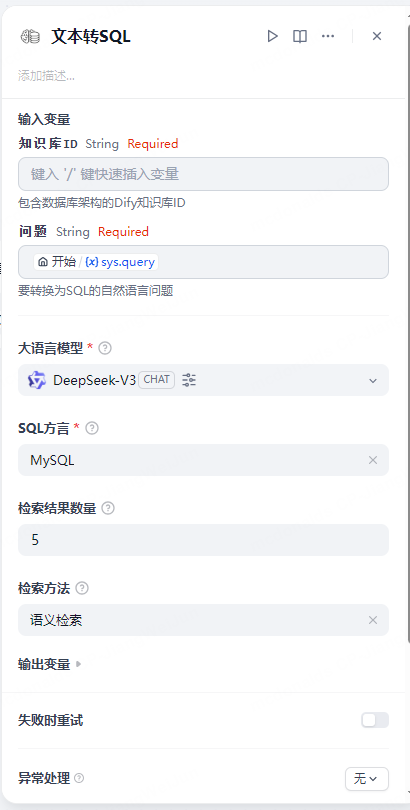 文本转SQL
添加描述...
输入变量
知识库ID String Required
键入 '/' 键快速插入变量
包含数据库架构的Dify知识库ID
问题 String Required
开始 / {x} sys.query
要转换为SQL的自然语言问题
大语言模型 *
DeepSeek-V3 CHAT
SQL方言 *
MySQL
检索结果数量
5
检索方法
语义检索
输出变量
失败时重试
异常处理 无